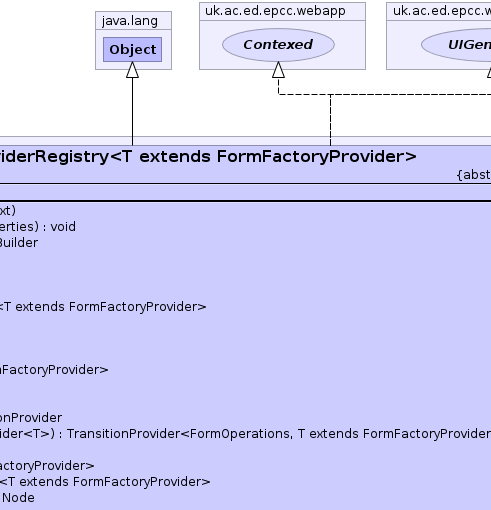 java.lang
Object
uk.ac.ed.epcc.webapp
Contexed
uk.ac.ed.epcc.w
UIGen
iderRegistry<T extends FormFactoryProvider>
{abst
xt)
erties) : void
Builder
<T extends FormFactoryProvider>
nFactoryProvider>
onProvider
ider<T>) : TransitionProvider<FormOperations, T extends FormFactoryProvider
actoryProvider>
<T extends FormFactoryProvider>
Node